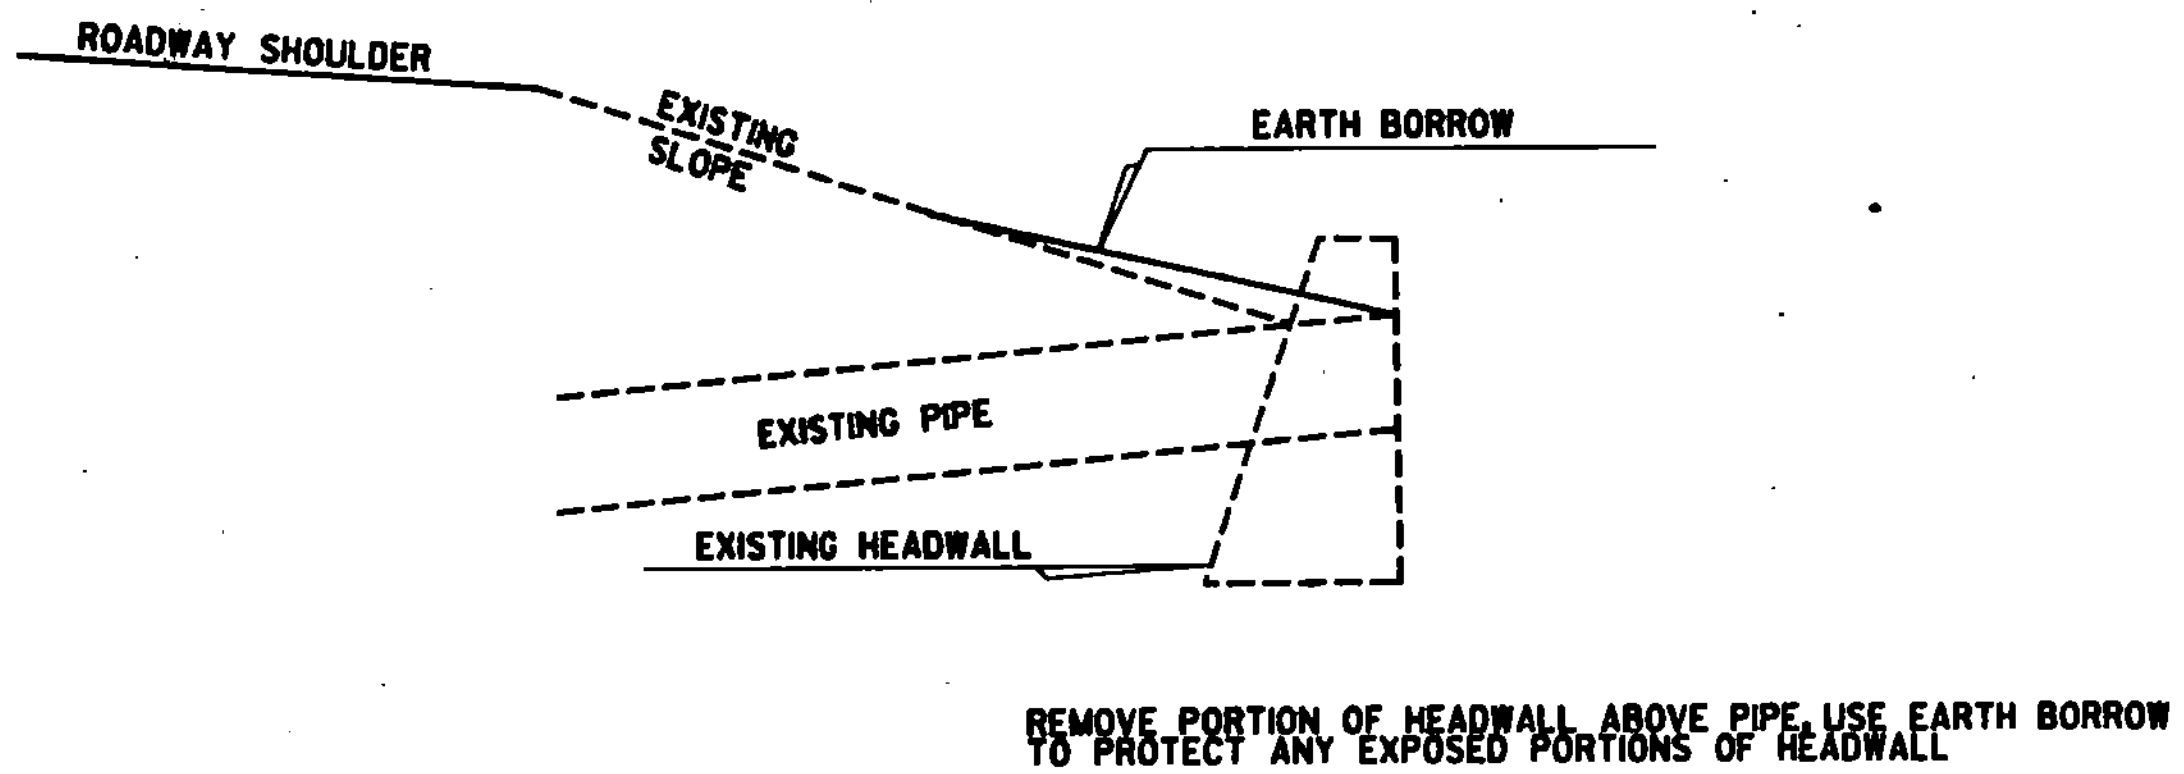 ROADWAY SHOULDER
EXISTING
SLOPE
EARTH BORROW
EXISTING PIPE
EXISTING HEADWALL
REMOVE PORTION OF HEADWALL ABOVE PIPE. USE EARTH BORROW
TO PROTECT ANY EXPOSED PORTIONS OF HEADWALL